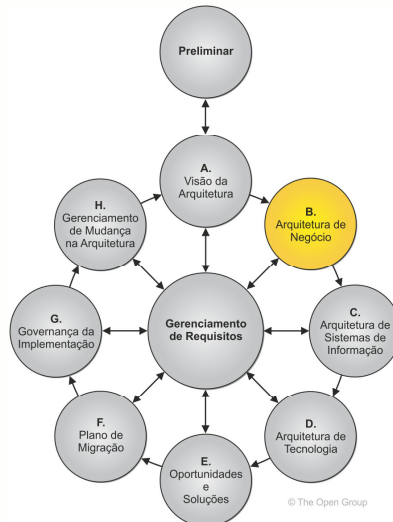 Preliminar
A.
Visão da
Arquitetura
H.
Gerenciamento
de Mudança
na Arquitetura
B.
Arquitetura de
Negócio
G.
Governança da
Implementação
Gerenciamento
de Requisitos
C.
Arquitetura de
Sistemas de
Informação
F.
Plano de
Migração
D.
Arquitetura de
Tecnologia
E.
Oportunidades
e
Soluções
© The Open Group